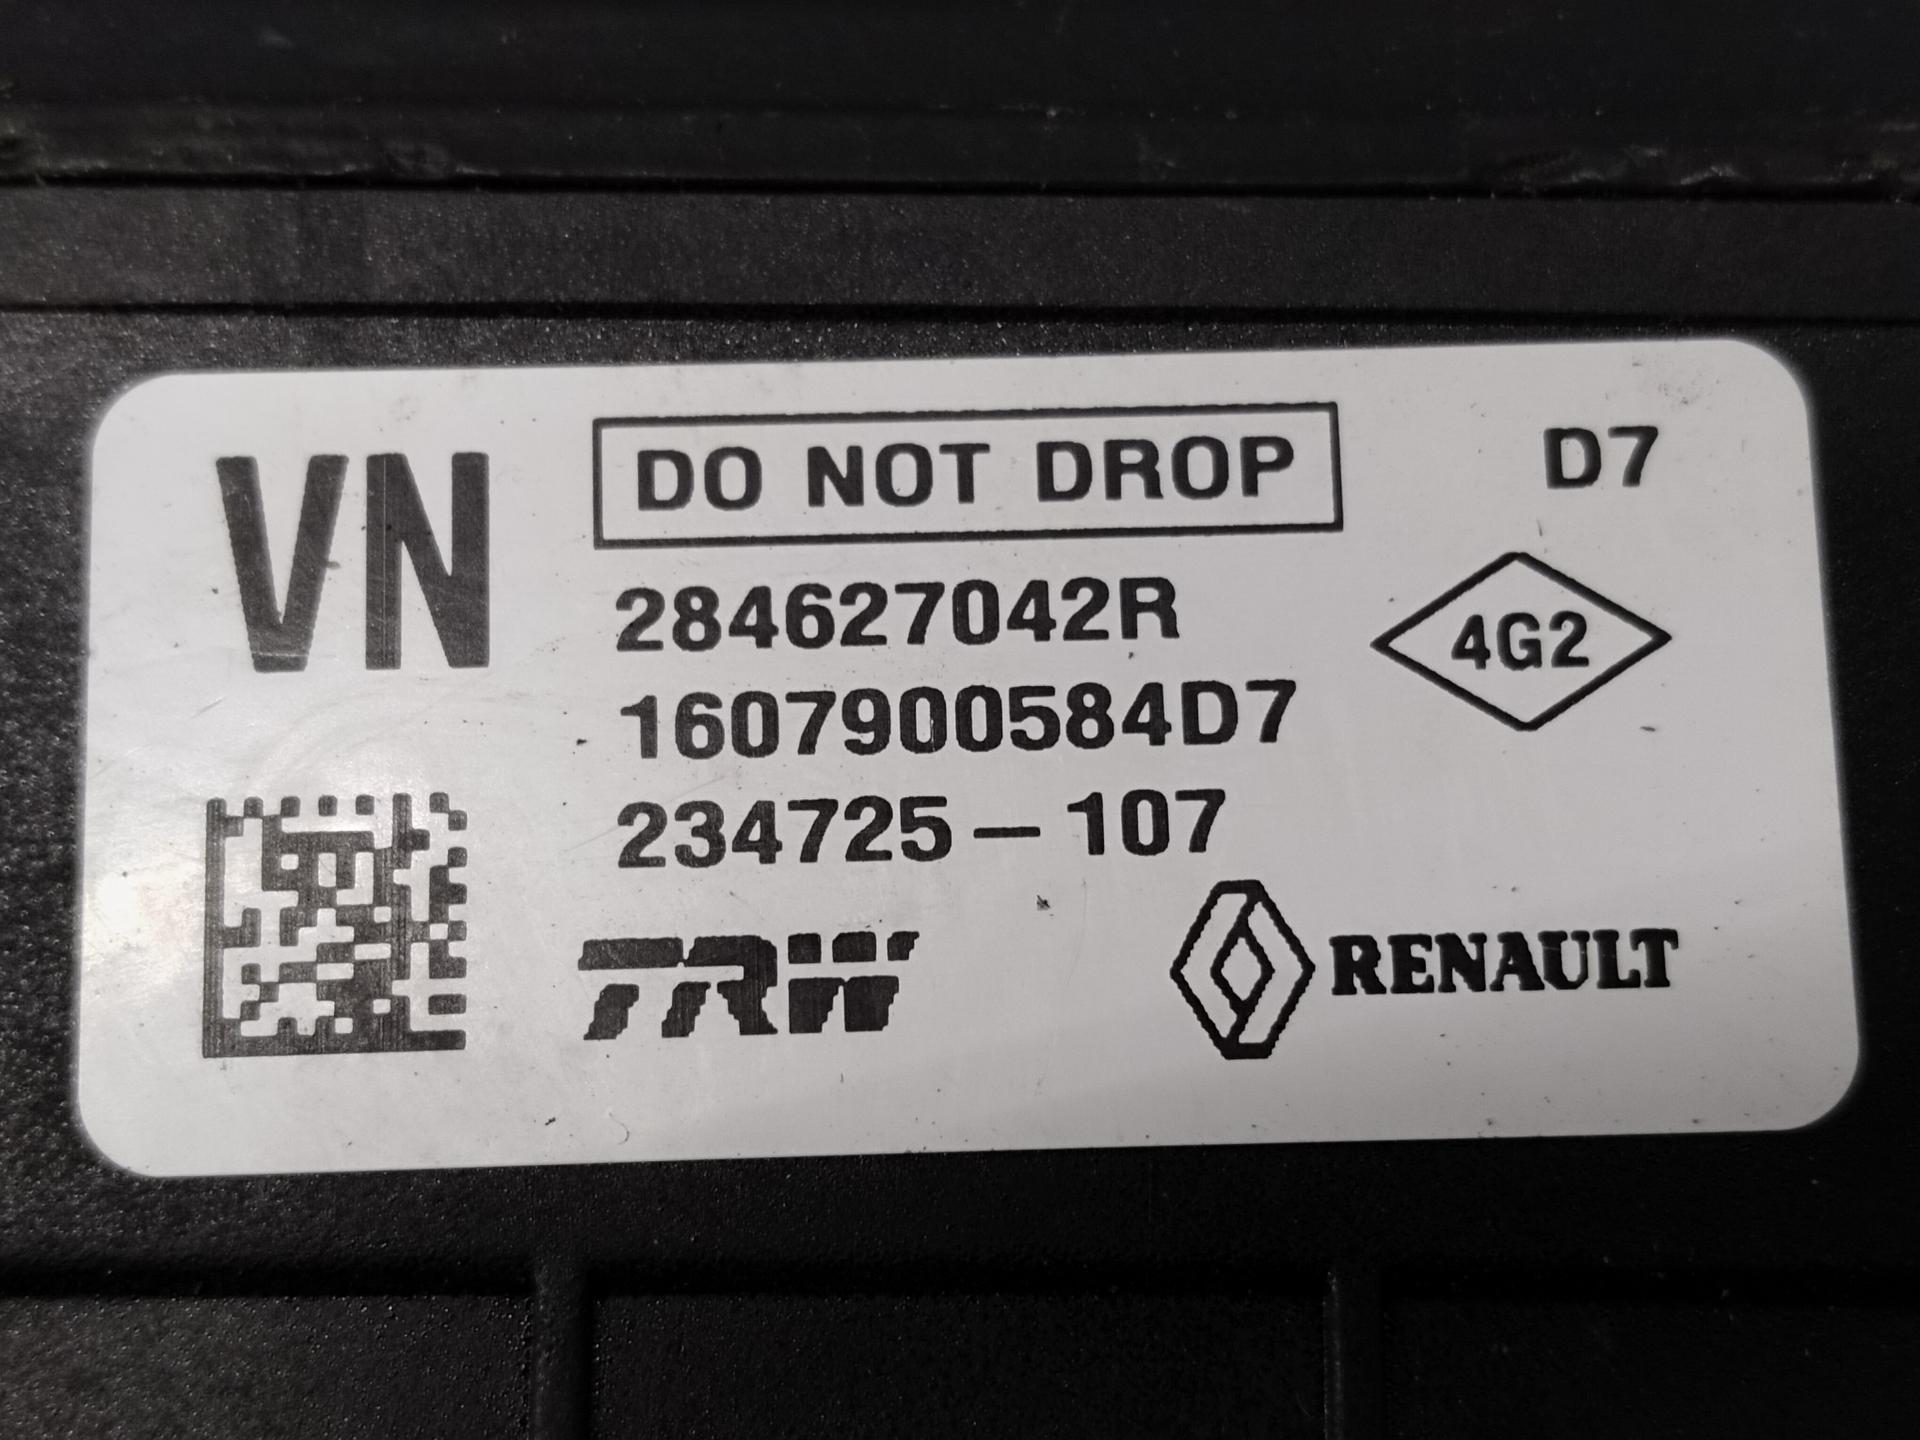 VN
DO NOT DROP
D7
284627042R
4G2
1607900584D7
234725-107
TRW
RENAULT